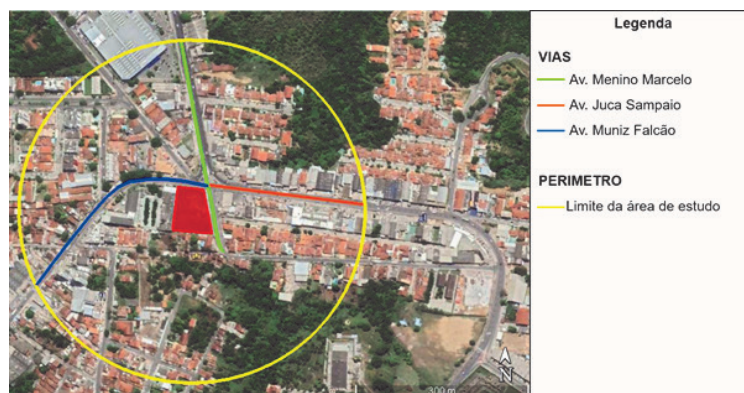 Legenda
VIAS
Av. Menino Marcelo
Av. Juca Sampaio
Av. Muniz Falcão
PERIMETRO
Limite da área de estudo
N
300 m